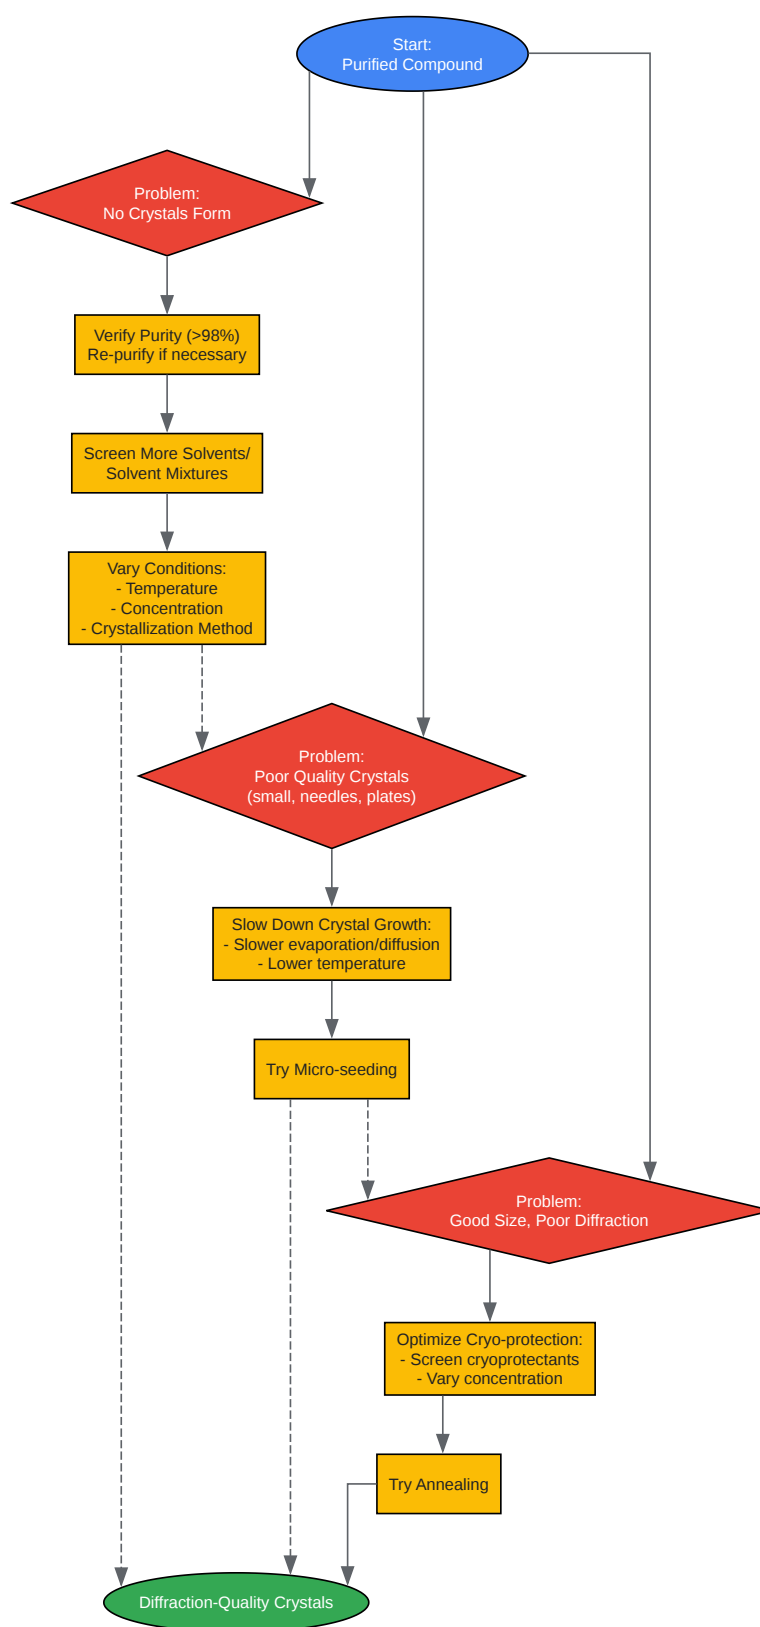 Start:
Purified Compound
Problem:
No Crystals Form
Verify Purity (>98%)
Re-purify if necessary
Screen More Solvents/
Solvent Mixtures
Vary Conditions:
- Temperature
- Concentration
- Crystallization Method
Problem:
Poor Quality Crystals
(small, needles, plates)
Slow Down Crystal Growth:
- Slower evaporation/diffusion
- Lower temperature
Try Micro-seeding
Problem:
Good Size, Poor Diffraction
Optimize Cryo-protection:
- Screen cryoprotectants
- Vary concentration
Try Annealing
Diffraction-Quality Crystals